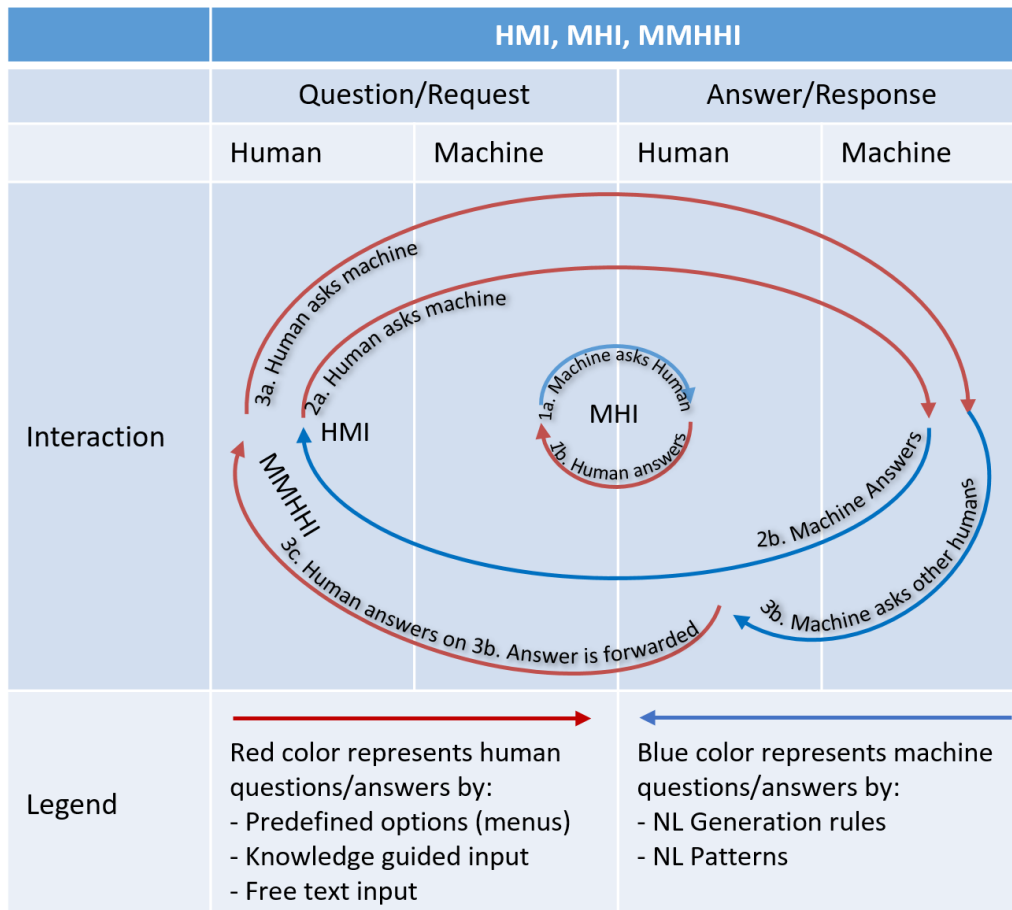 HMI, MHI, MMHHI
Question/Request
Answer/Response
Human
Machine
Human
Machine
Interaction
3a. Human asks machine
2a. Human asks machine
1a. Machine asks Human
MHI
1b. Human answers
HMI
2b. Machine Answers
MMHHI
3b. Machine asks other humans
3c. Human answers on 3b. Answer is forwarded
Legend
Red color represents human
questions/answers by:
- Predefined options (menus)
- Knowledge guided input
- Free text input
Blue color represents machine
questions/answers by:
- NL Generation rules
- NL Patterns